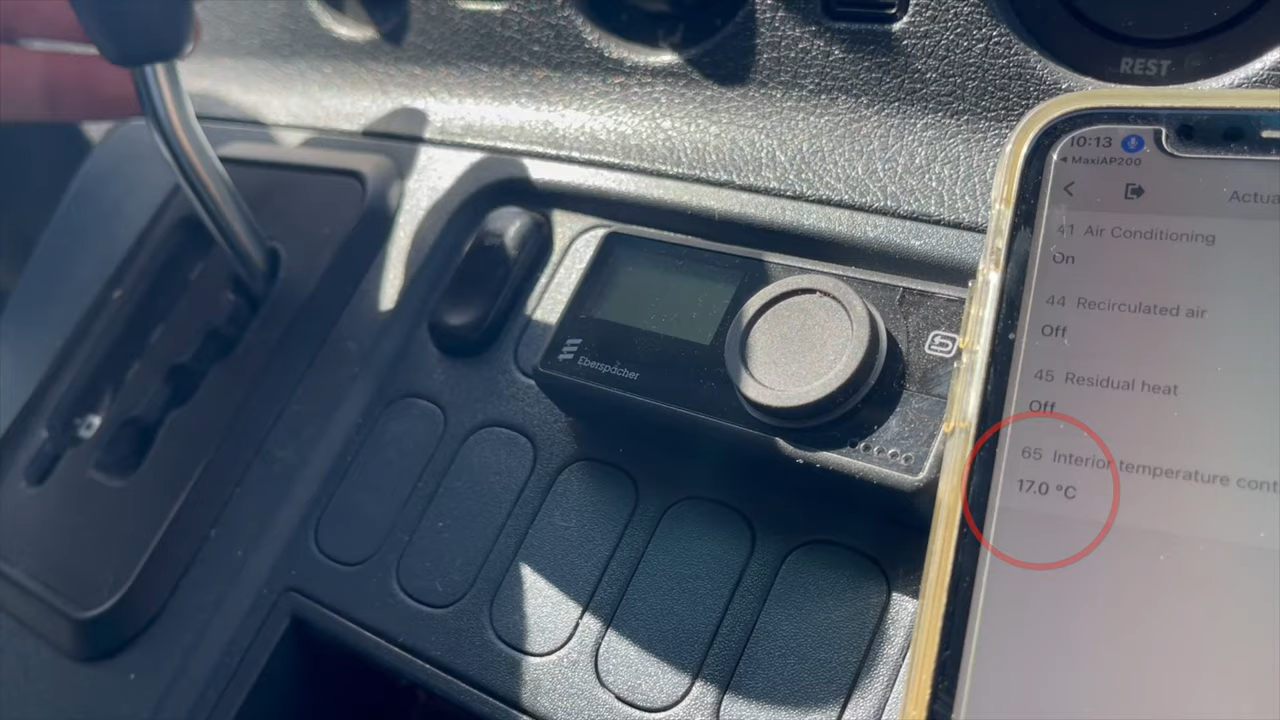 REST
10:13
◂ MaxiAP200
Actua
41 Air Conditioning
On
44 Recirculated air
Off
45 Residual heat
Off
65 Interior temperature cont
17.0 °C
Eberspächer